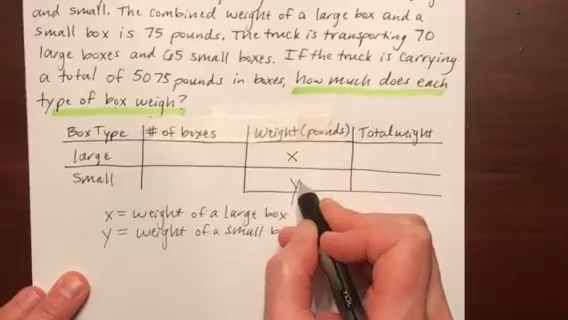 and small. The combined weight of a large box and a
small box is 75 pounds. The truck is transporting 70
large boxes and 65 small boxes. If the truck is carrying
a total of 5075 pounds in boxes, how much does each
type of box weigh?
Box Type # of boxes Weight (pounds) Total weight
large x
Small y
x = weight of a large box
y = weight of a small